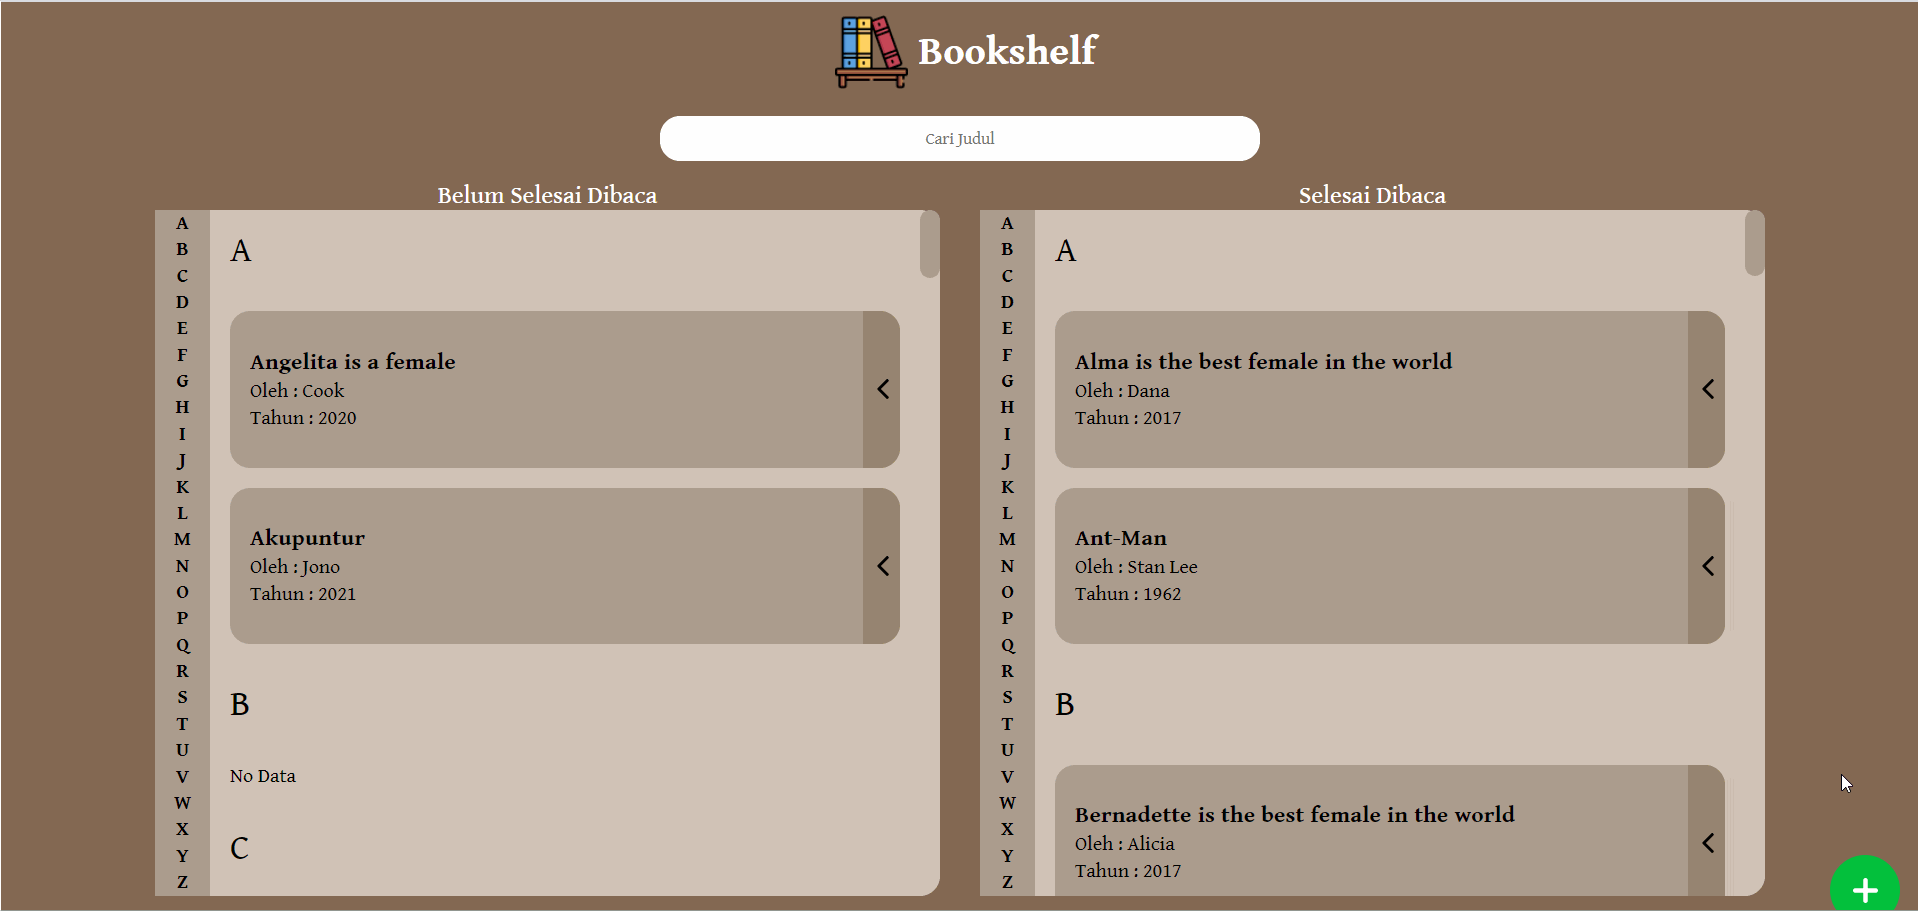 Bookshelf
Cari Judul
Belum Selesai Dibaca
A
B
C
D
E
F
G
H
I
J
K
L
M
N
O
P
Q
R
S
T
U
V
W
X
Y
Z
A
Angelita is a female
Oleh : Cook
Tahun : 2020
Akupuntur
Oleh : Jono
Tahun : 2021
B
No Data
C
Selesai Dibaca
A
B
C
D
E
F
G
H
I
J
K
L
M
N
O
P
Q
R
S
T
U
V
W
X
Y
Z
A
Alma is the best female in the world
Oleh : Dana
Tahun : 2017
Ant-Man
Oleh : Stan Lee
Tahun : 1962
B
Bernadette is the best female in the world
Oleh : Alicia
Tahun : 2017